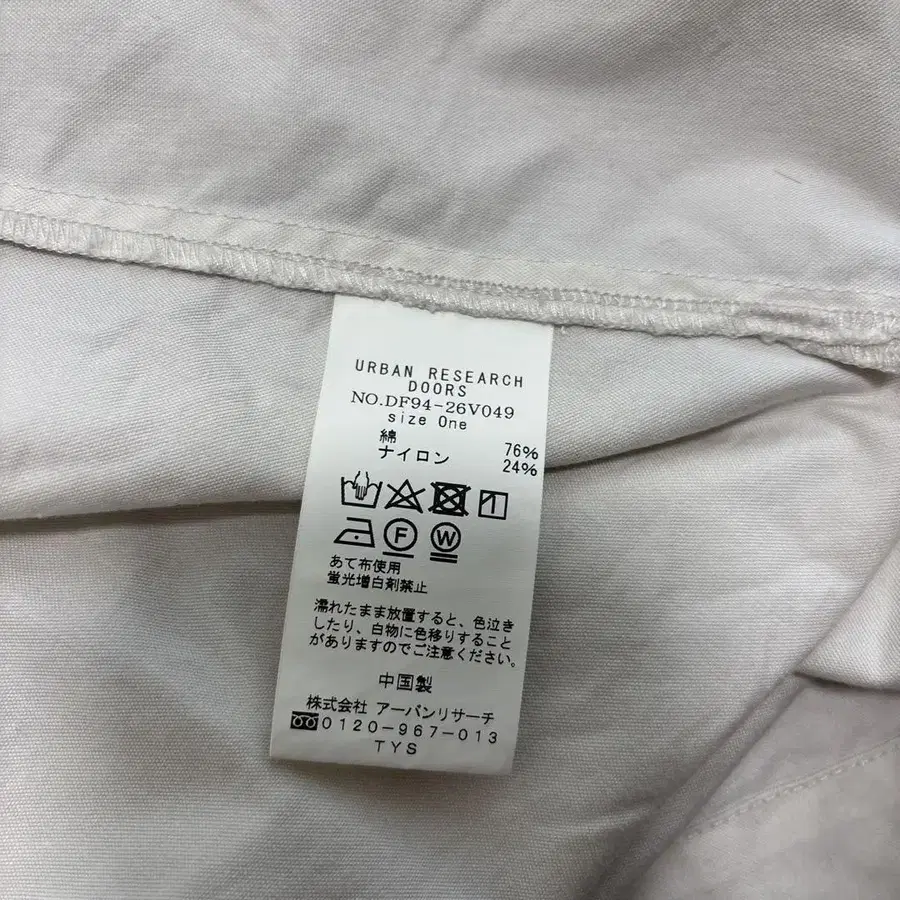 URBAN RESEARCH
DOORS
NO.DF94-26V049
size One
綿 76%
ナイロン 24%
F W
あて布使用
蛍光増白剤禁止
濡れたまま放置すると、色泣き
したり、白物に色移りすること
がありますのでご注意ください。
中国製
株式会社 アーバンリサーチ
0120-967-013
TYS